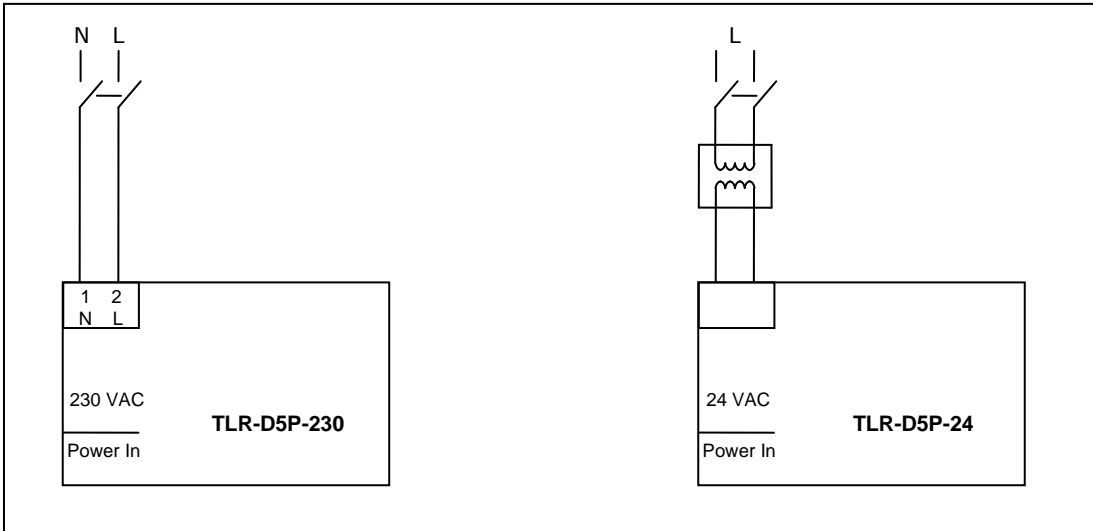 N L
1 2
N L
230 VAC
TLR-D5P-230
Power In
L
24 VAC
TLR-D5P-24
Power In